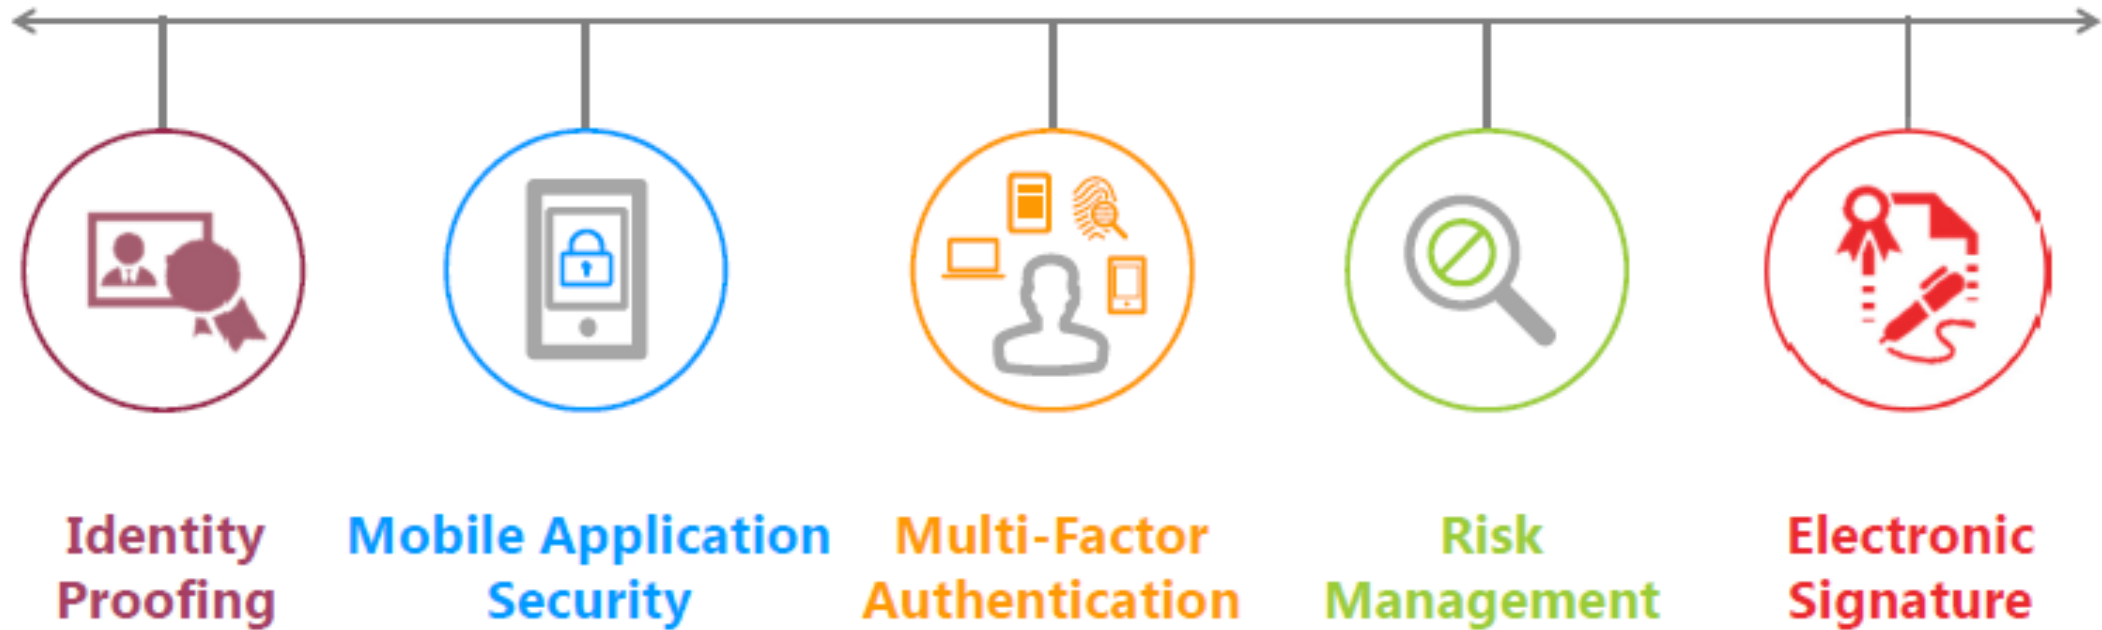 Identity
Proofing
Mobile Application
Security
Multi-Factor
Authentication
Risk
Management
Electronic
Signature